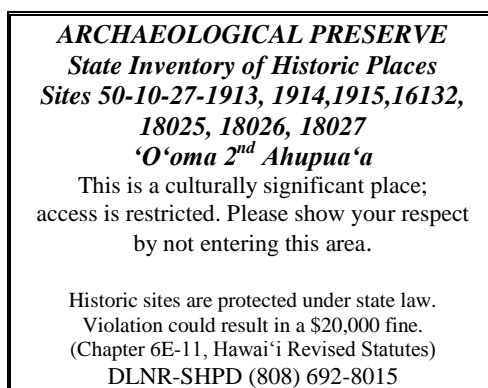 ARCHAEOLOGICAL PRESERVE
State Inventory of Historic Places
Sites 50-10-27-1913, 1914,1915,16132,
18025, 18026, 18027
‘O‘oma 2nd Ahupua‘a
This is a culturally significant place;
access is restricted. Please show your respect
by not entering this area.
Historic sites are protected under state law.
Violation could result in a $20,000 fine.
(Chapter 6E-11, Hawai‘i Revised Statutes)
DLNR-SHPD (808) 692-8015